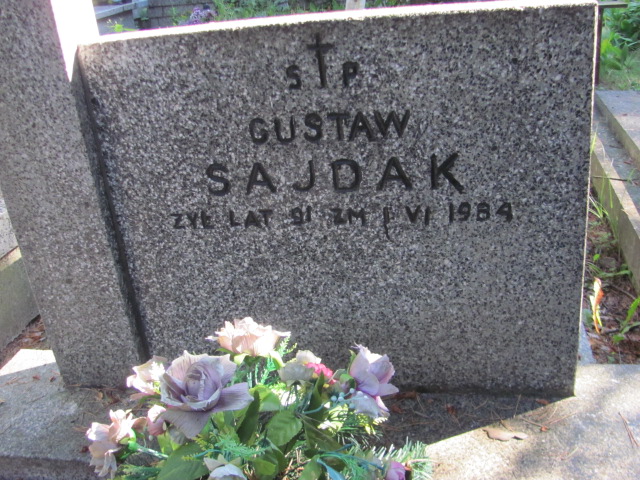 S P
GUSTAW
SAJDAK
ŻYŁ LAT 91 ZM 1 VI 1984